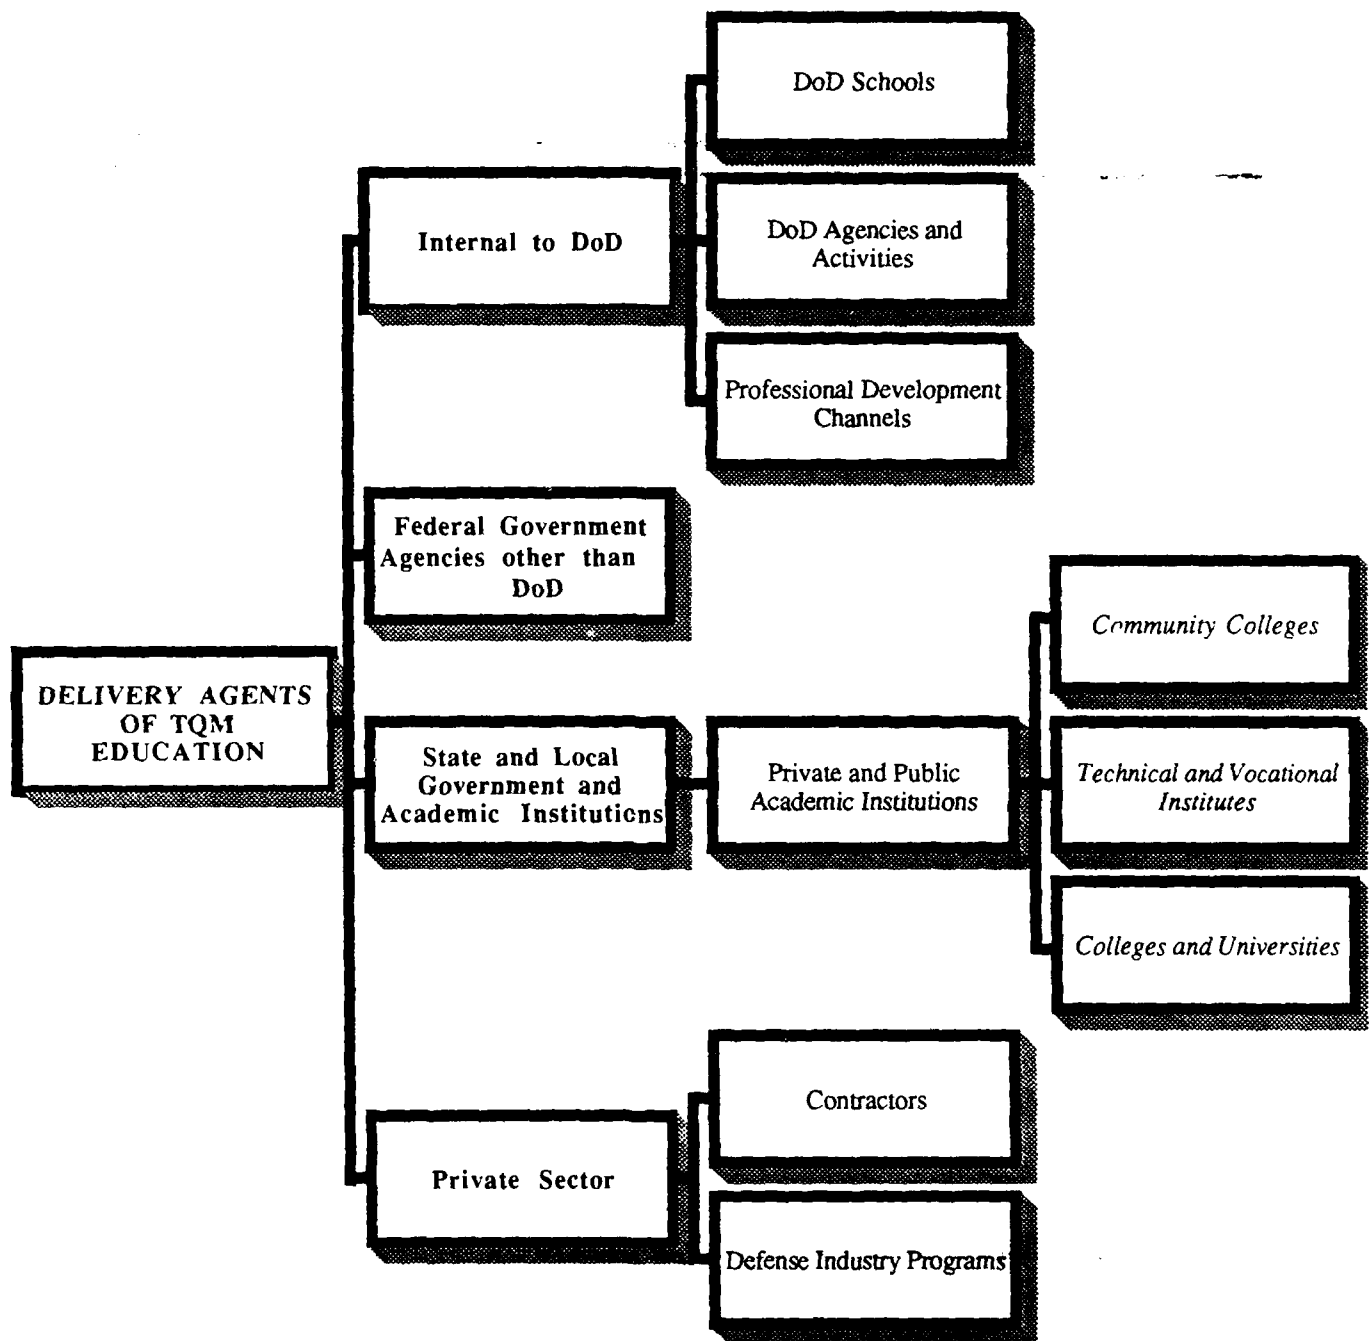 DoD Schools
Internal to DoD
DoD Agencies and
Activities
Professional Development
Channels
Federal Government
Agencies other than
DoD
Community Colleges
DELIVERY AGENTS
OF TQM
EDUCATION
State and Local
Government and
Academic Institutions
Private and Public
Academic Institutions
Technical and Vocational
Institutes
Colleges and Universities
Contractors
Private Sector
Defense Industry Programs